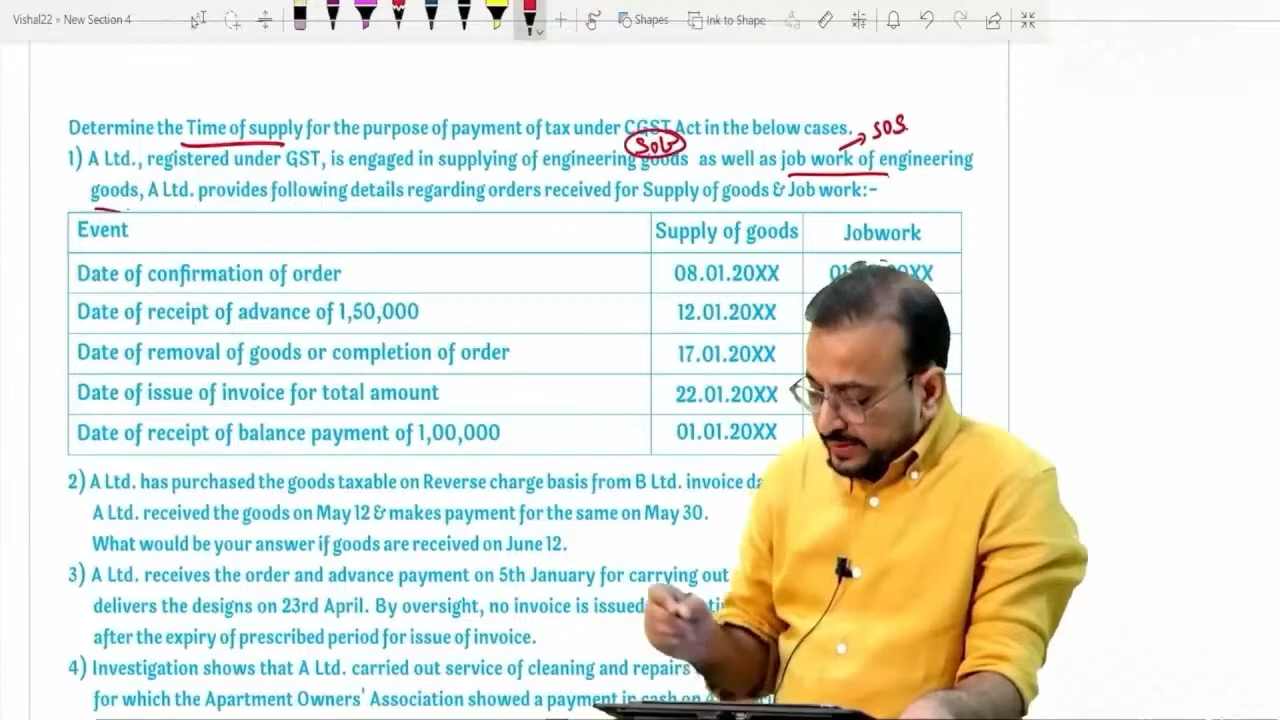 Vishal22 » New Section 4
Shapes
Ink to Shape
Determine the Time of supply for the purpose of payment of tax under CGST Act in the below cases.
SOS
SOG
1) A Ltd., registered under GST, is engaged in supplying of engineering goods as well as job work of engineering
goods, A Ltd. provides following details regarding orders received for Supply of goods & Job work:-
Event Supply of goods Jobwork
Date of confirmation of order 08.01.20XX
Date of receipt of advance of 1,50,000 12.01.20XX
Date of removal of goods or completion of order 17.01.20XX
Date of issue of invoice for total amount 22.01.20XX
Date of receipt of balance payment of 1,00,000 01.01.20XX
2) A Ltd. has purchased the goods taxable on Reverse charge basis from B Ltd. invoice
A Ltd. received the goods on May 12 & makes payment for the same on May 30.
What would be your answer if goods are received on June 12.
3) A Ltd. receives the order and advance payment on 5th January for carrying out
delivers the designs on 23rd April. By oversight, no invoice is issued
after the expiry of prescribed period for issue of invoice.
4) Investigation shows that A Ltd. carried out service of cleaning and repairs
for which the Apartment Owners' Association showed a payment in cash on